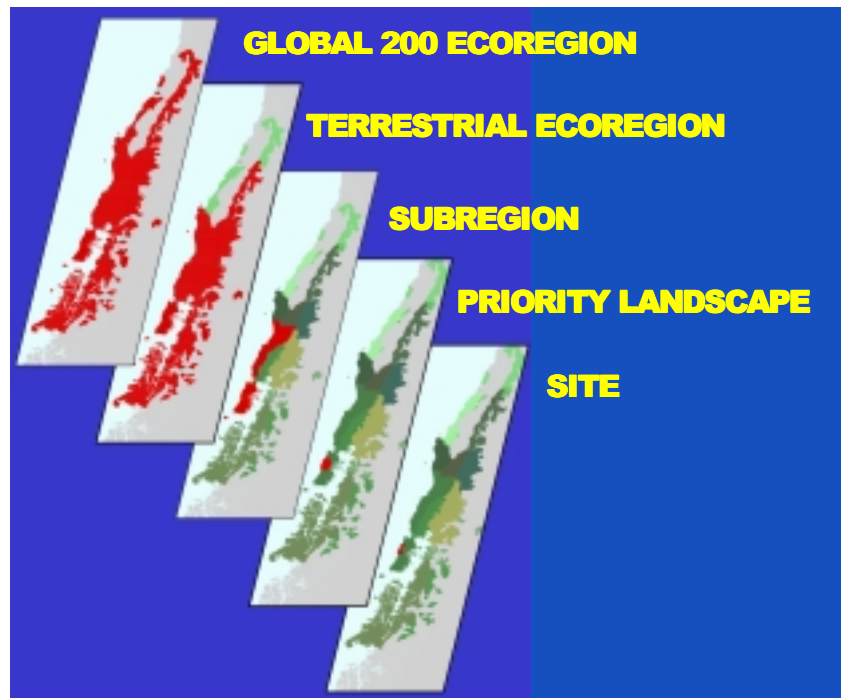 GLOBAL 200 ECOREGION
TERRESTRIAL ECOREGION
SUBREGION
PRIORITY LANDSCAPE
SITE